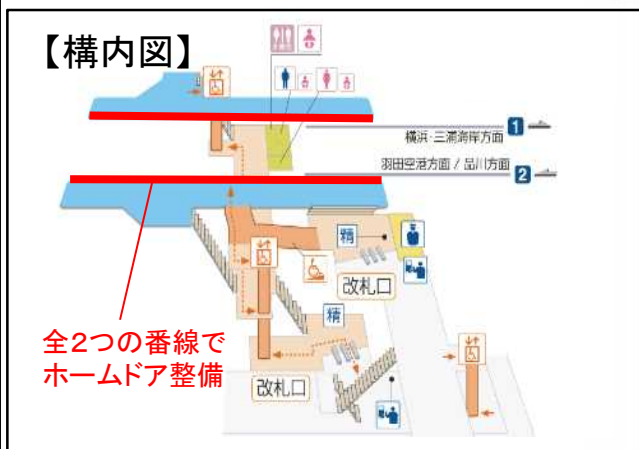 【構内図】
1
横浜・三浦海岸方面
羽田空港方面 / 品川方面
2
精
改札口
精
全2つの番線で
ホームドア整備
改札口